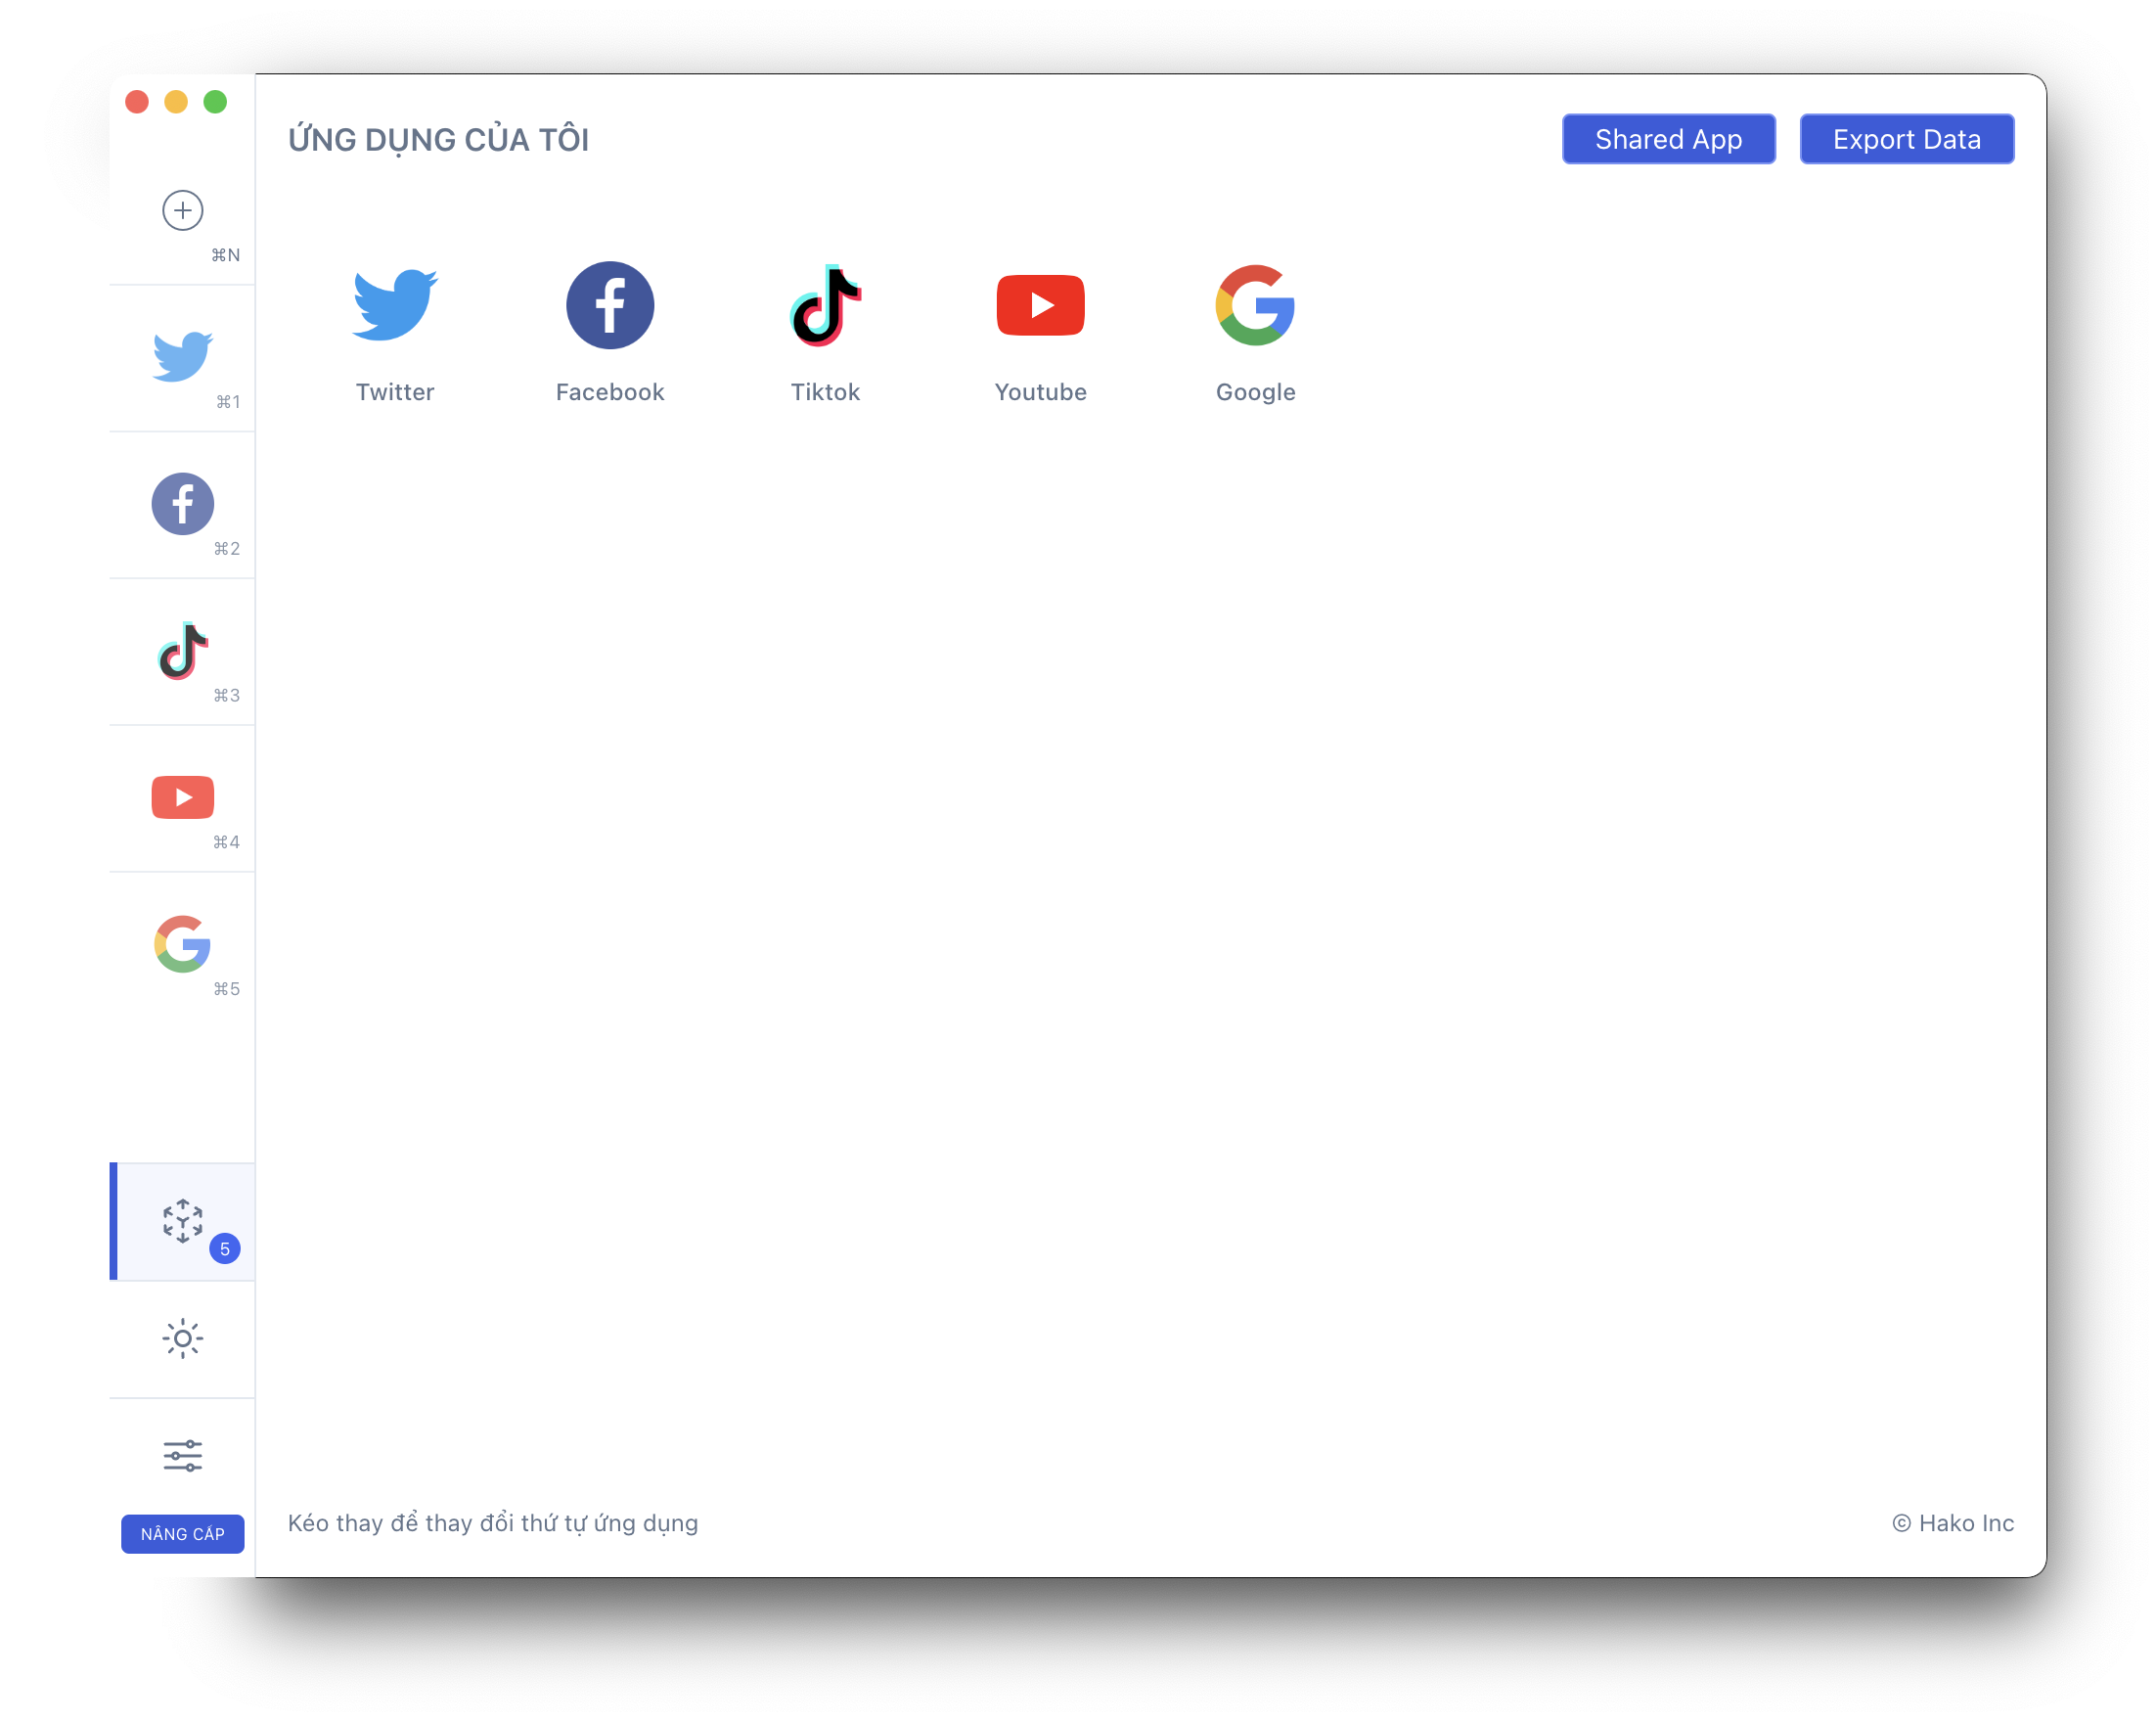 ỨNG DỤNG CỦA TÔI
Shared App
Export Data
⌘N
⌘1
⌘2
⌘3
⌘4
⌘5
Twitter
Facebook
Tiktok
Youtube
Google
5
NÂNG CẤP
Kéo thay để thay đổi thứ tự ứng dụng
© Hako Inc